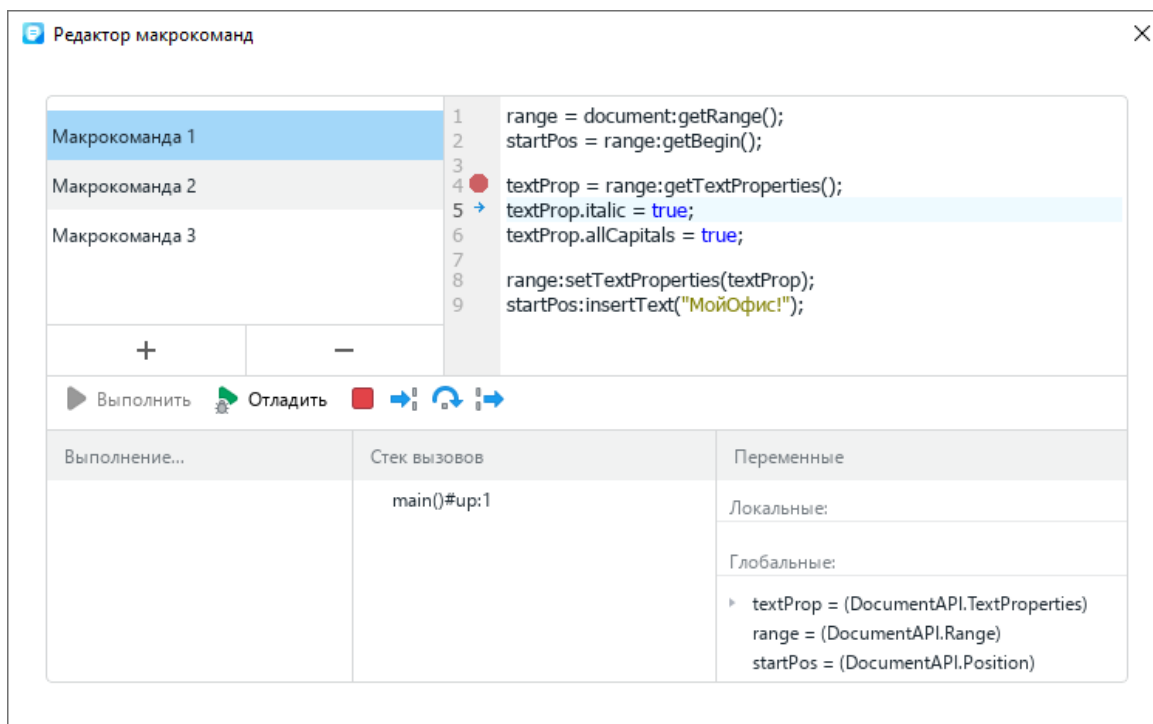 Редактор макрокоманд
Макрокоманда 1
Макрокоманда 2
Макрокоманда 3
+ −
1 range = document:getRange();
2 startPos = range:getBegin();
3
4 textProp = range:getTextProperties();
5 textProp.italic = true;
6 textProp.allCapitals = true;
7
8 range:setTextProperties(textProp);
9 startPos:insertText("МойОфис!");
Выполнить Отладить
Выполнение...
Стек вызовов
main()#up:1
Переменные
Локальные:
Глобальные:
textProp = (DocumentAPI.TextProperties)
range = (DocumentAPI.Range)
startPos = (DocumentAPI.Position)